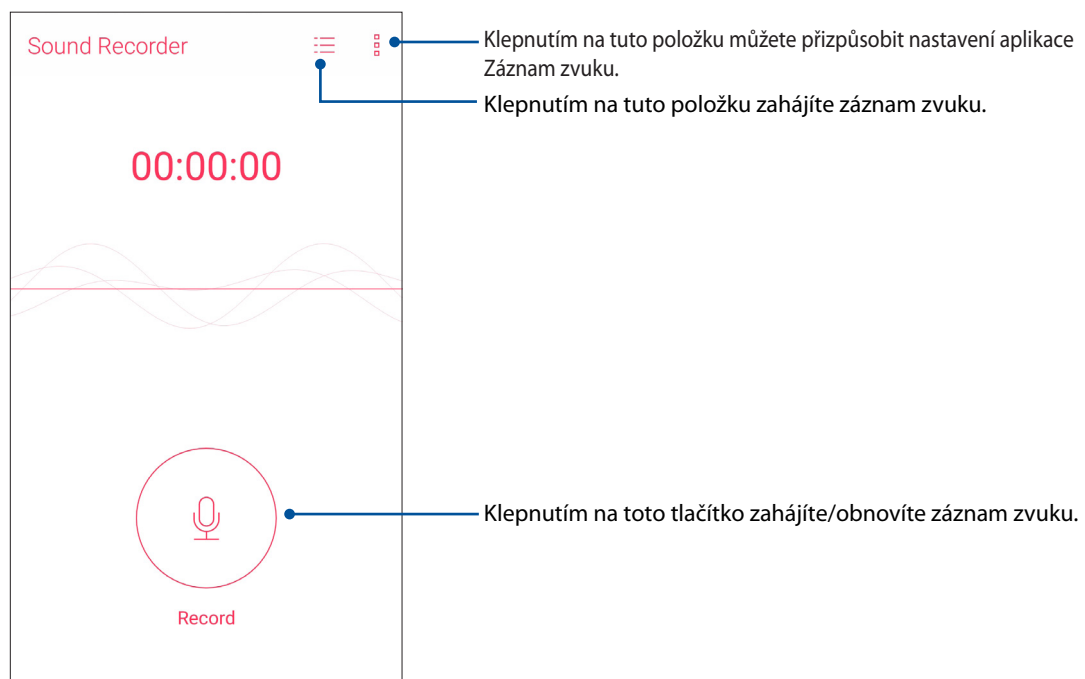 Sound Recorder
Klepnutím na tuto položku můžete přizpůsobit nastavení aplikace
Záznam zvuku.
Klepnutím na tuto položku zahájíte záznam zvuku.
00:00:00
Klepnutím na toto tlačítko zahájíte/obnovíte záznam zvuku.
Record